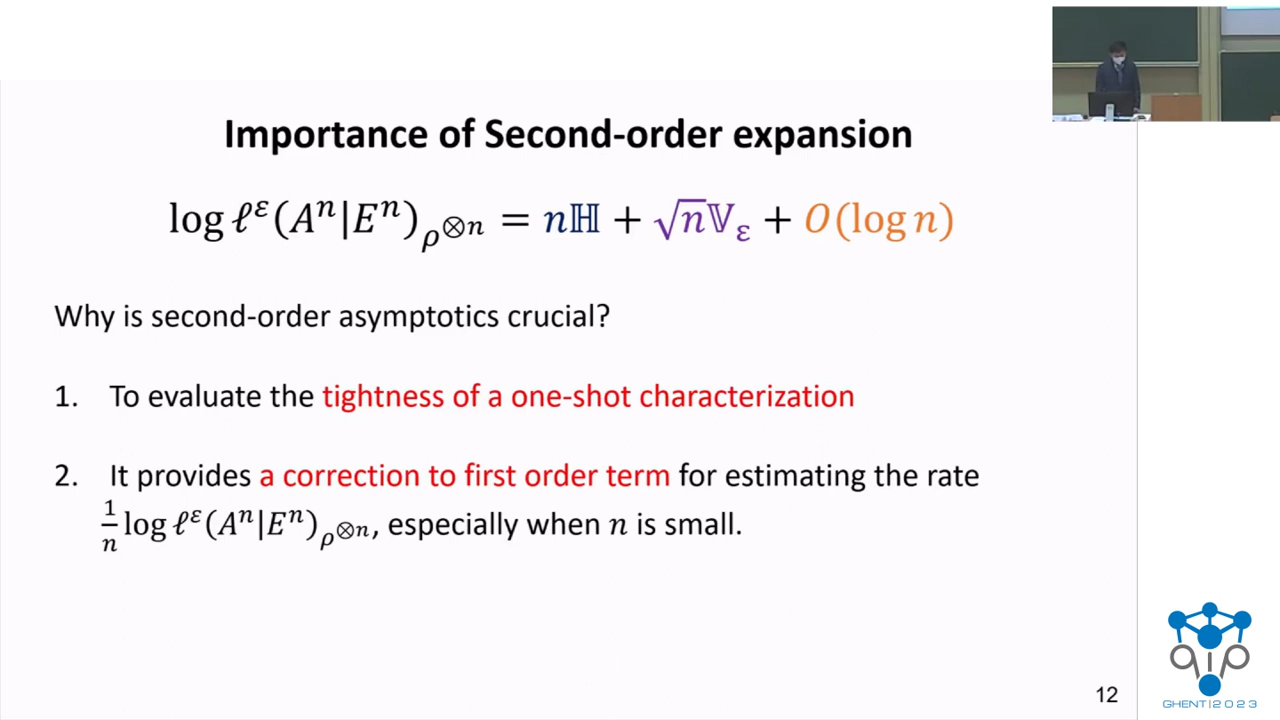 Importance of Second-order expansion
log ℓ^ε(A^n|E^n)_{ρ^{⊗n}} = nℍ + √n𝕍_ε + O(log n)
Why is second-order asymptotics crucial?
1. To evaluate the tightness of a one-shot characterization
2. It provides a correction to first order term for estimating the rate
1/n log ℓ^ε(A^n|E^n)_{ρ^{⊗n}}, especially when n is small.
12
qip
GHENT|2023